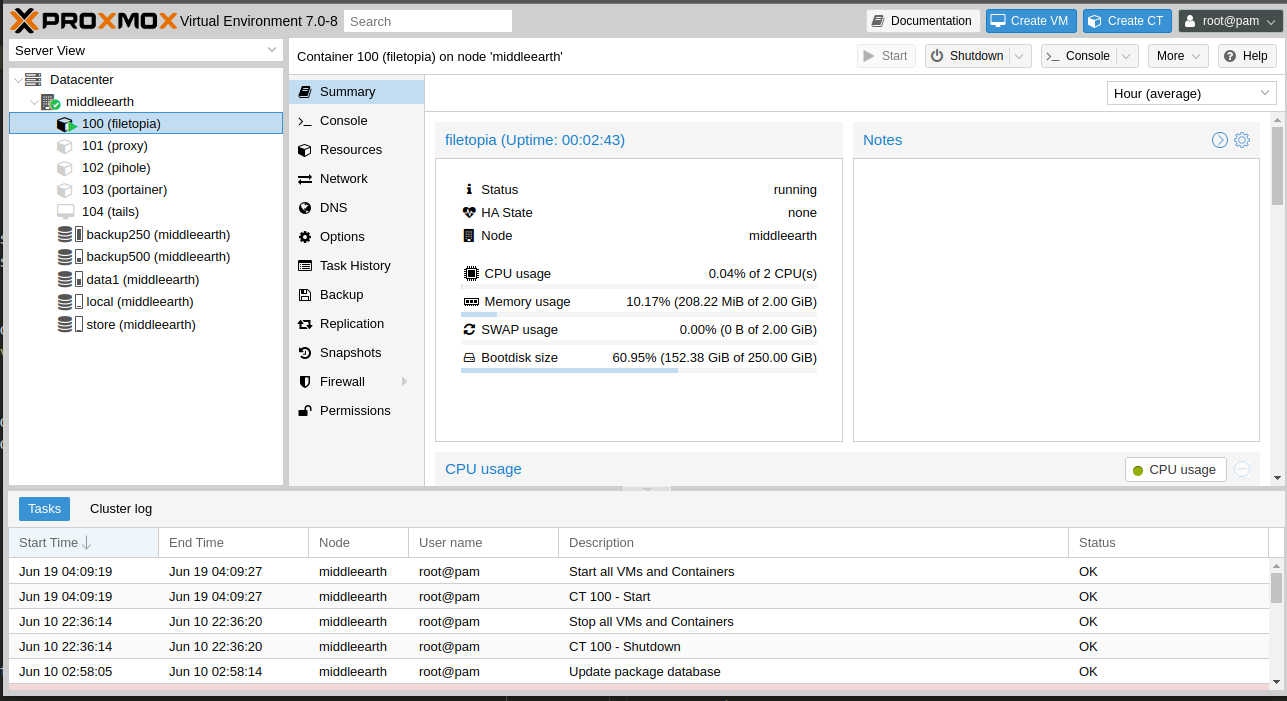 PROXMOX Virtual Environment 7.0-8 Search Documentation Create VM Create CT root@pam
Server View
Datacenter
middleearth
100 (filetopia)
101 (proxy)
102 (pihole)
103 (portainer)
104 (tails)
backup250 (middleearth)
backup500 (middleearth)
data1 (middleearth)
local (middleearth)
store (middleearth)
Container 100 (filetopia) on node 'middleearth' Start Shutdown Console More Help
Summary
Console
Resources
Network
DNS
Options
Task History
Backup
Replication
Snapshots
Firewall
Permissions
Hour (average)
filetopia (Uptime: 00:02:43)
Status running
HA State none
Node middleearth
CPU usage 0.04% of 2 CPU(s)
Memory usage 10.17% (208.22 MiB of 2.00 GiB)
SWAP usage 0.00% (0 B of 2.00 GiB)
Bootdisk size 60.95% (152.38 GiB of 250.00 GiB)
Notes
CPU usage CPU usage
Tasks Cluster log
Start Time End Time Node User name Description Status
Jun 19 04:09:19 Jun 19 04:09:27 middleearth root@pam Start all VMs and Containers OK
Jun 19 04:09:19 Jun 19 04:09:27 middleearth root@pam CT 100 - Start OK
Jun 10 22:36:14 Jun 10 22:36:20 middleearth root@pam Stop all VMs and Containers OK
Jun 10 22:36:14 Jun 10 22:36:20 middleearth root@pam CT 100 - Shutdown OK
Jun 10 02:58:05 Jun 10 02:58:14 middleearth root@pam Update package database OK